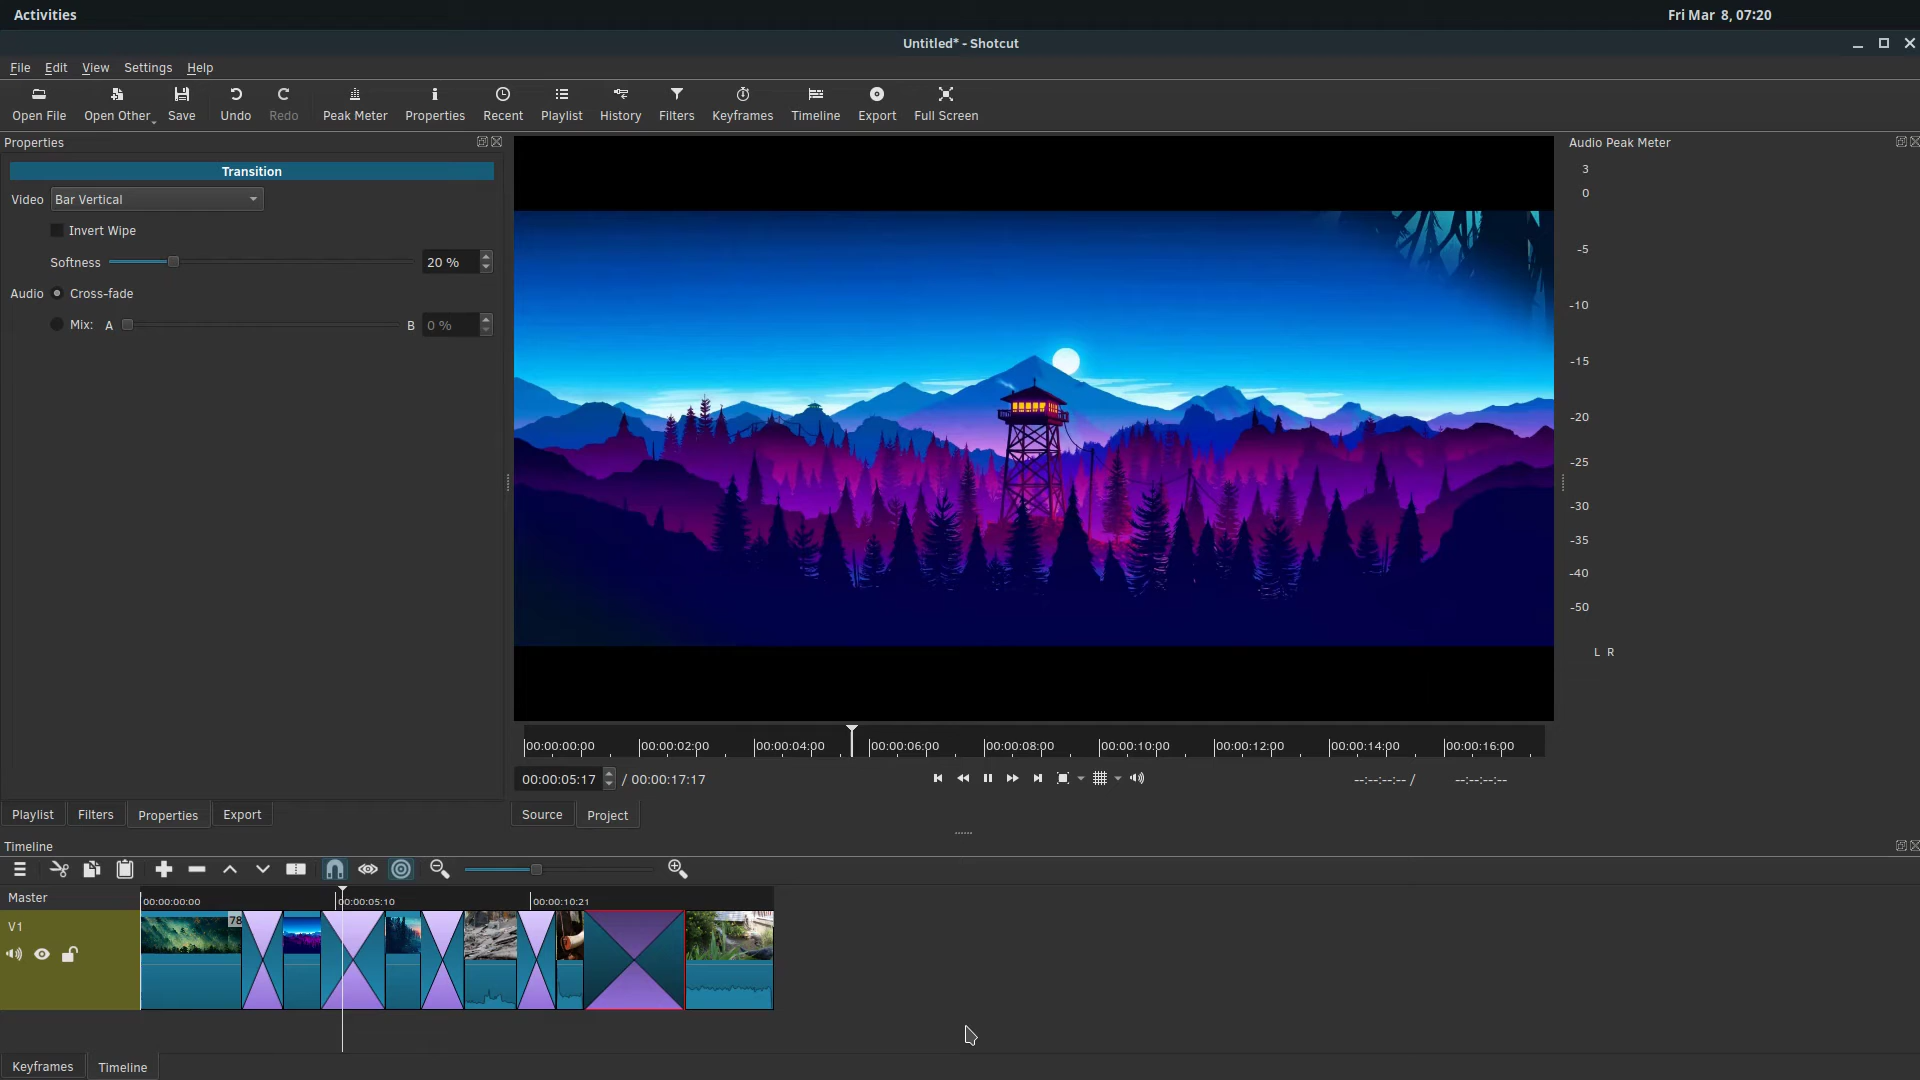 Activities
Fri Mar 8, 07:20
Untitled* - Shotcut
File Edit View Settings Help
Open File Open Other Save Undo Redo Peak Meter Properties Recent Playlist History Filters Keyframes Timeline Export Full Screen
Properties
Transition
Video Bar Vertical
Invert Wipe
Softness 20 %
Audio Cross-fade
Mix: A B 0 %
Audio Peak Meter
3
0
-5
-10
-15
-20
-25
-30
-35
-40
-50
L R
00:00:00:00 00:00:02:00 00:00:04:00 00:00:06:00 00:00:08:00 00:00:10:00 00:00:12:00 00:00:14:00 00:00:16:00
00:00:05:17 / 00:00:17:17 --:--:--:-- / --:--:--:--
Playlist Filters Properties Export
Source Project
Timeline
Master
00:00:00:00 00:00:05:10 00:00:10:21
V1
78
Keyframes Timeline